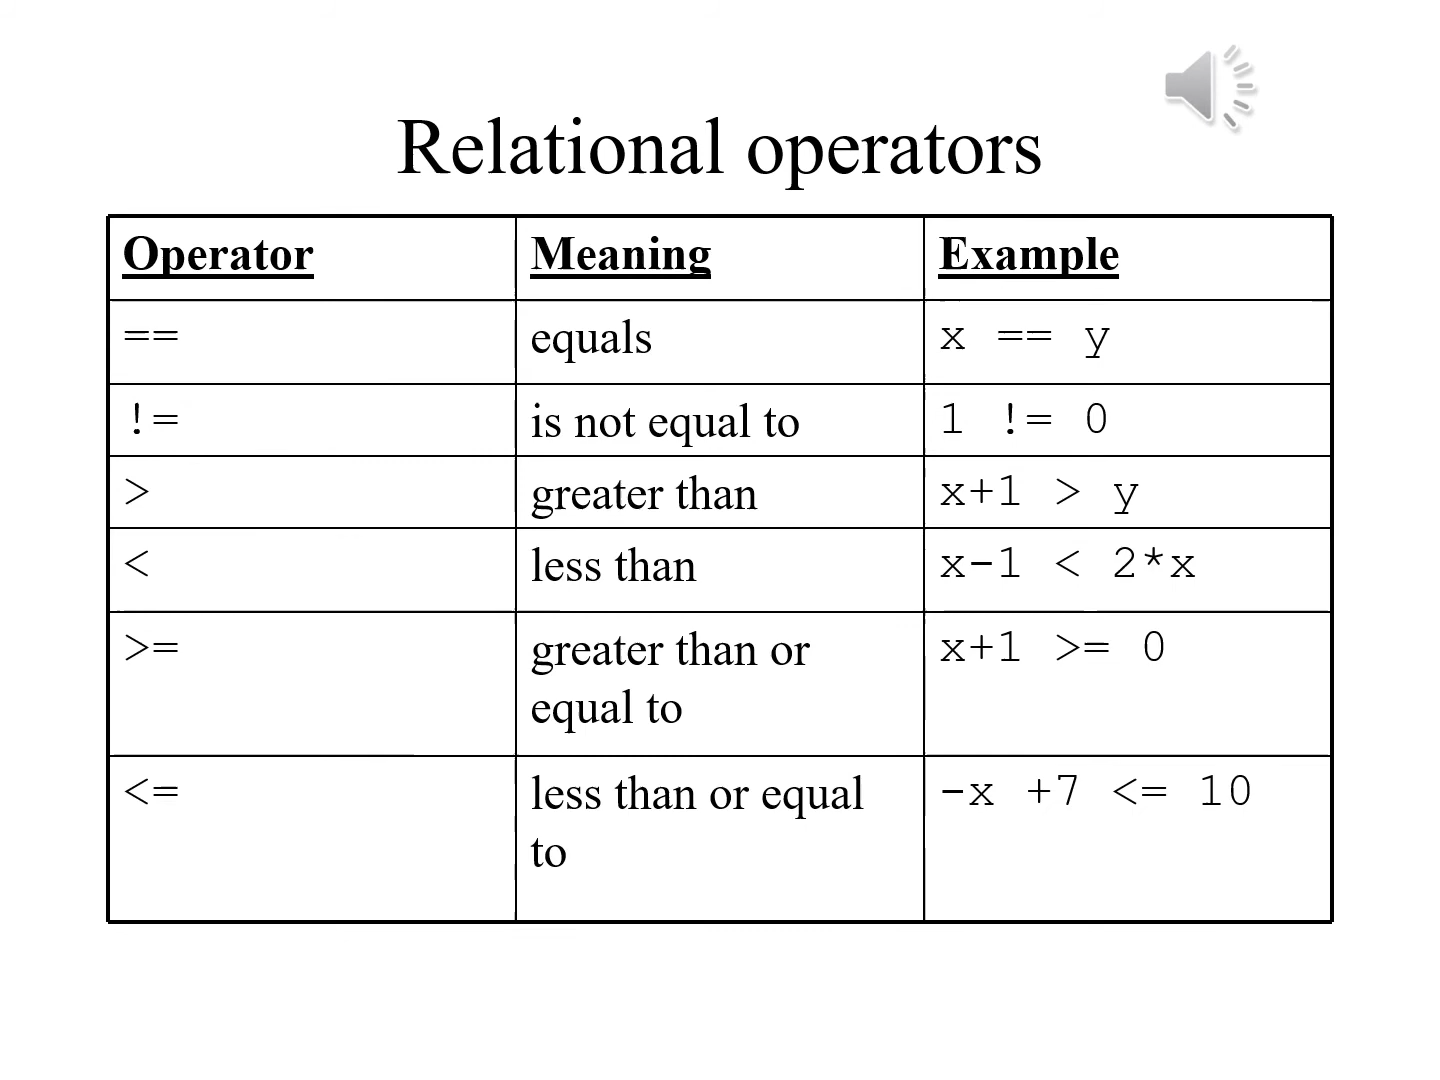 Relational operators
Operator Meaning Example
== equals x == y
!= is not equal to 1 != 0
> greater than x+1 > y
< less than x-1 < 2*x
>= greater than or x+1 >= 0
equal to
<= less than or equal -x +7 <= 10
to